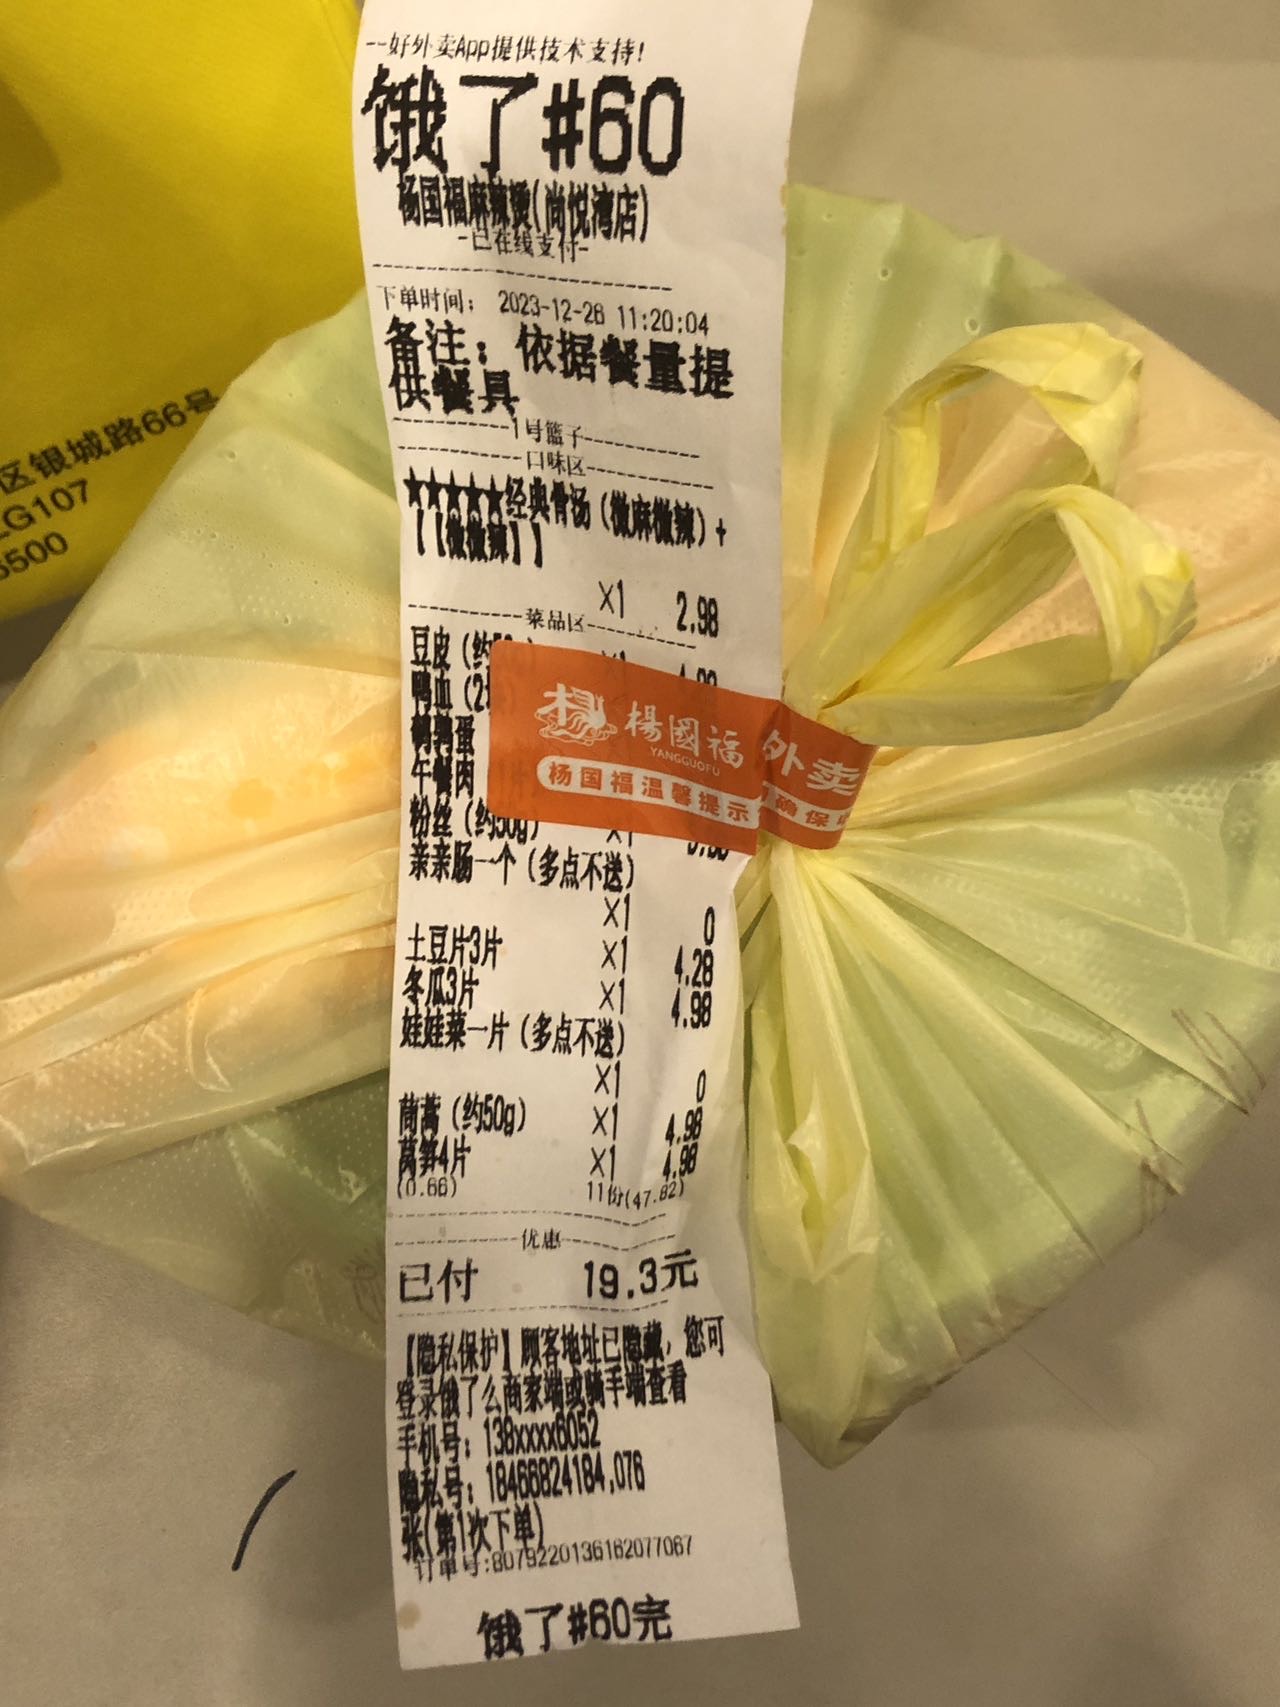 --好外卖App提供技术支持!
饿了#60
杨国福麻辣烫(尚悦湾店)
-已在线支付-
下单时间: 2023-12-28 11:20:04
备注: 依据餐量提
供餐具
1号篮子
口味区
★★★★★经典骨汤(微麻微辣)+
【【微微辣】】
X1 2.98
菜品区
豆皮(约50g)
鸭血(2
鹌鹑蛋
午餐肉
粉丝(约50g) X1
亲亲肠一个(多点不送)
X1 0
土豆片3片 X1 4.28
冬瓜3片 X1 4.98
娃娃菜一片(多点不送)
X1 0
茼蒿(约50g) X1 4.98
莴笋4片 X1 4.98
(0.66) 11份(47.82)
优惠
已付 19.3元
【隐私保护】顾客地址已隐藏,您可
登录饿了么商家端或骑手端查看
手机号: 138xxxx6052
隐私号: 18466824184,076
张(第1次下单)
订单号:8079220136162077067
饿了#60完
楊國福 外卖
YANGGUOFU
杨国福温馨提示 确保
区银城路66号
LG107
5500